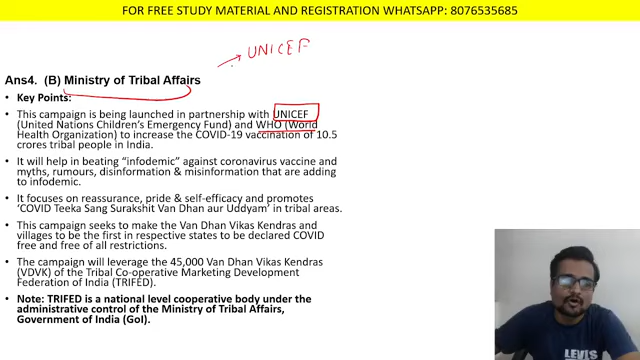 FOR FREE STUDY MATERIAL AND REGISTRATION WHATSAPP: 8076535685
UNICEF
Ans4. (B) Ministry of Tribal Affairs
• Key Points:
• This campaign is being launched in partnership with UNICEF
(United Nations Children's Emergency Fund) and WHO (World
Health Organization) to increase the COVID-19 vaccination of 10.5
crores tribal people in India.
• It will help in beating "infodemic" against coronavirus vaccine and
myths, rumours, disinformation & misinformation that are adding
to infodemic.
• It focuses on reassurance, pride & self-efficacy and promotes
'COVID Teeka Sang Surakshit Van Dhan aur Uddyam' in tribal areas.
• This campaign seeks to make the Van Dhan Vikas Kendras and
villages to be the first in respective states to be declared COVID
free and free of all restrictions.
• The campaign will leverage the 45,000 Van Dhan Vikas Kendras
(VDVK) of the Tribal Co-operative Marketing Development
Federation of India (TRIFED).
• Note: TRIFED is a national level cooperative body under the
administrative control of the Ministry of Tribal Affairs,
Government of India (GoI).
LEVI'S